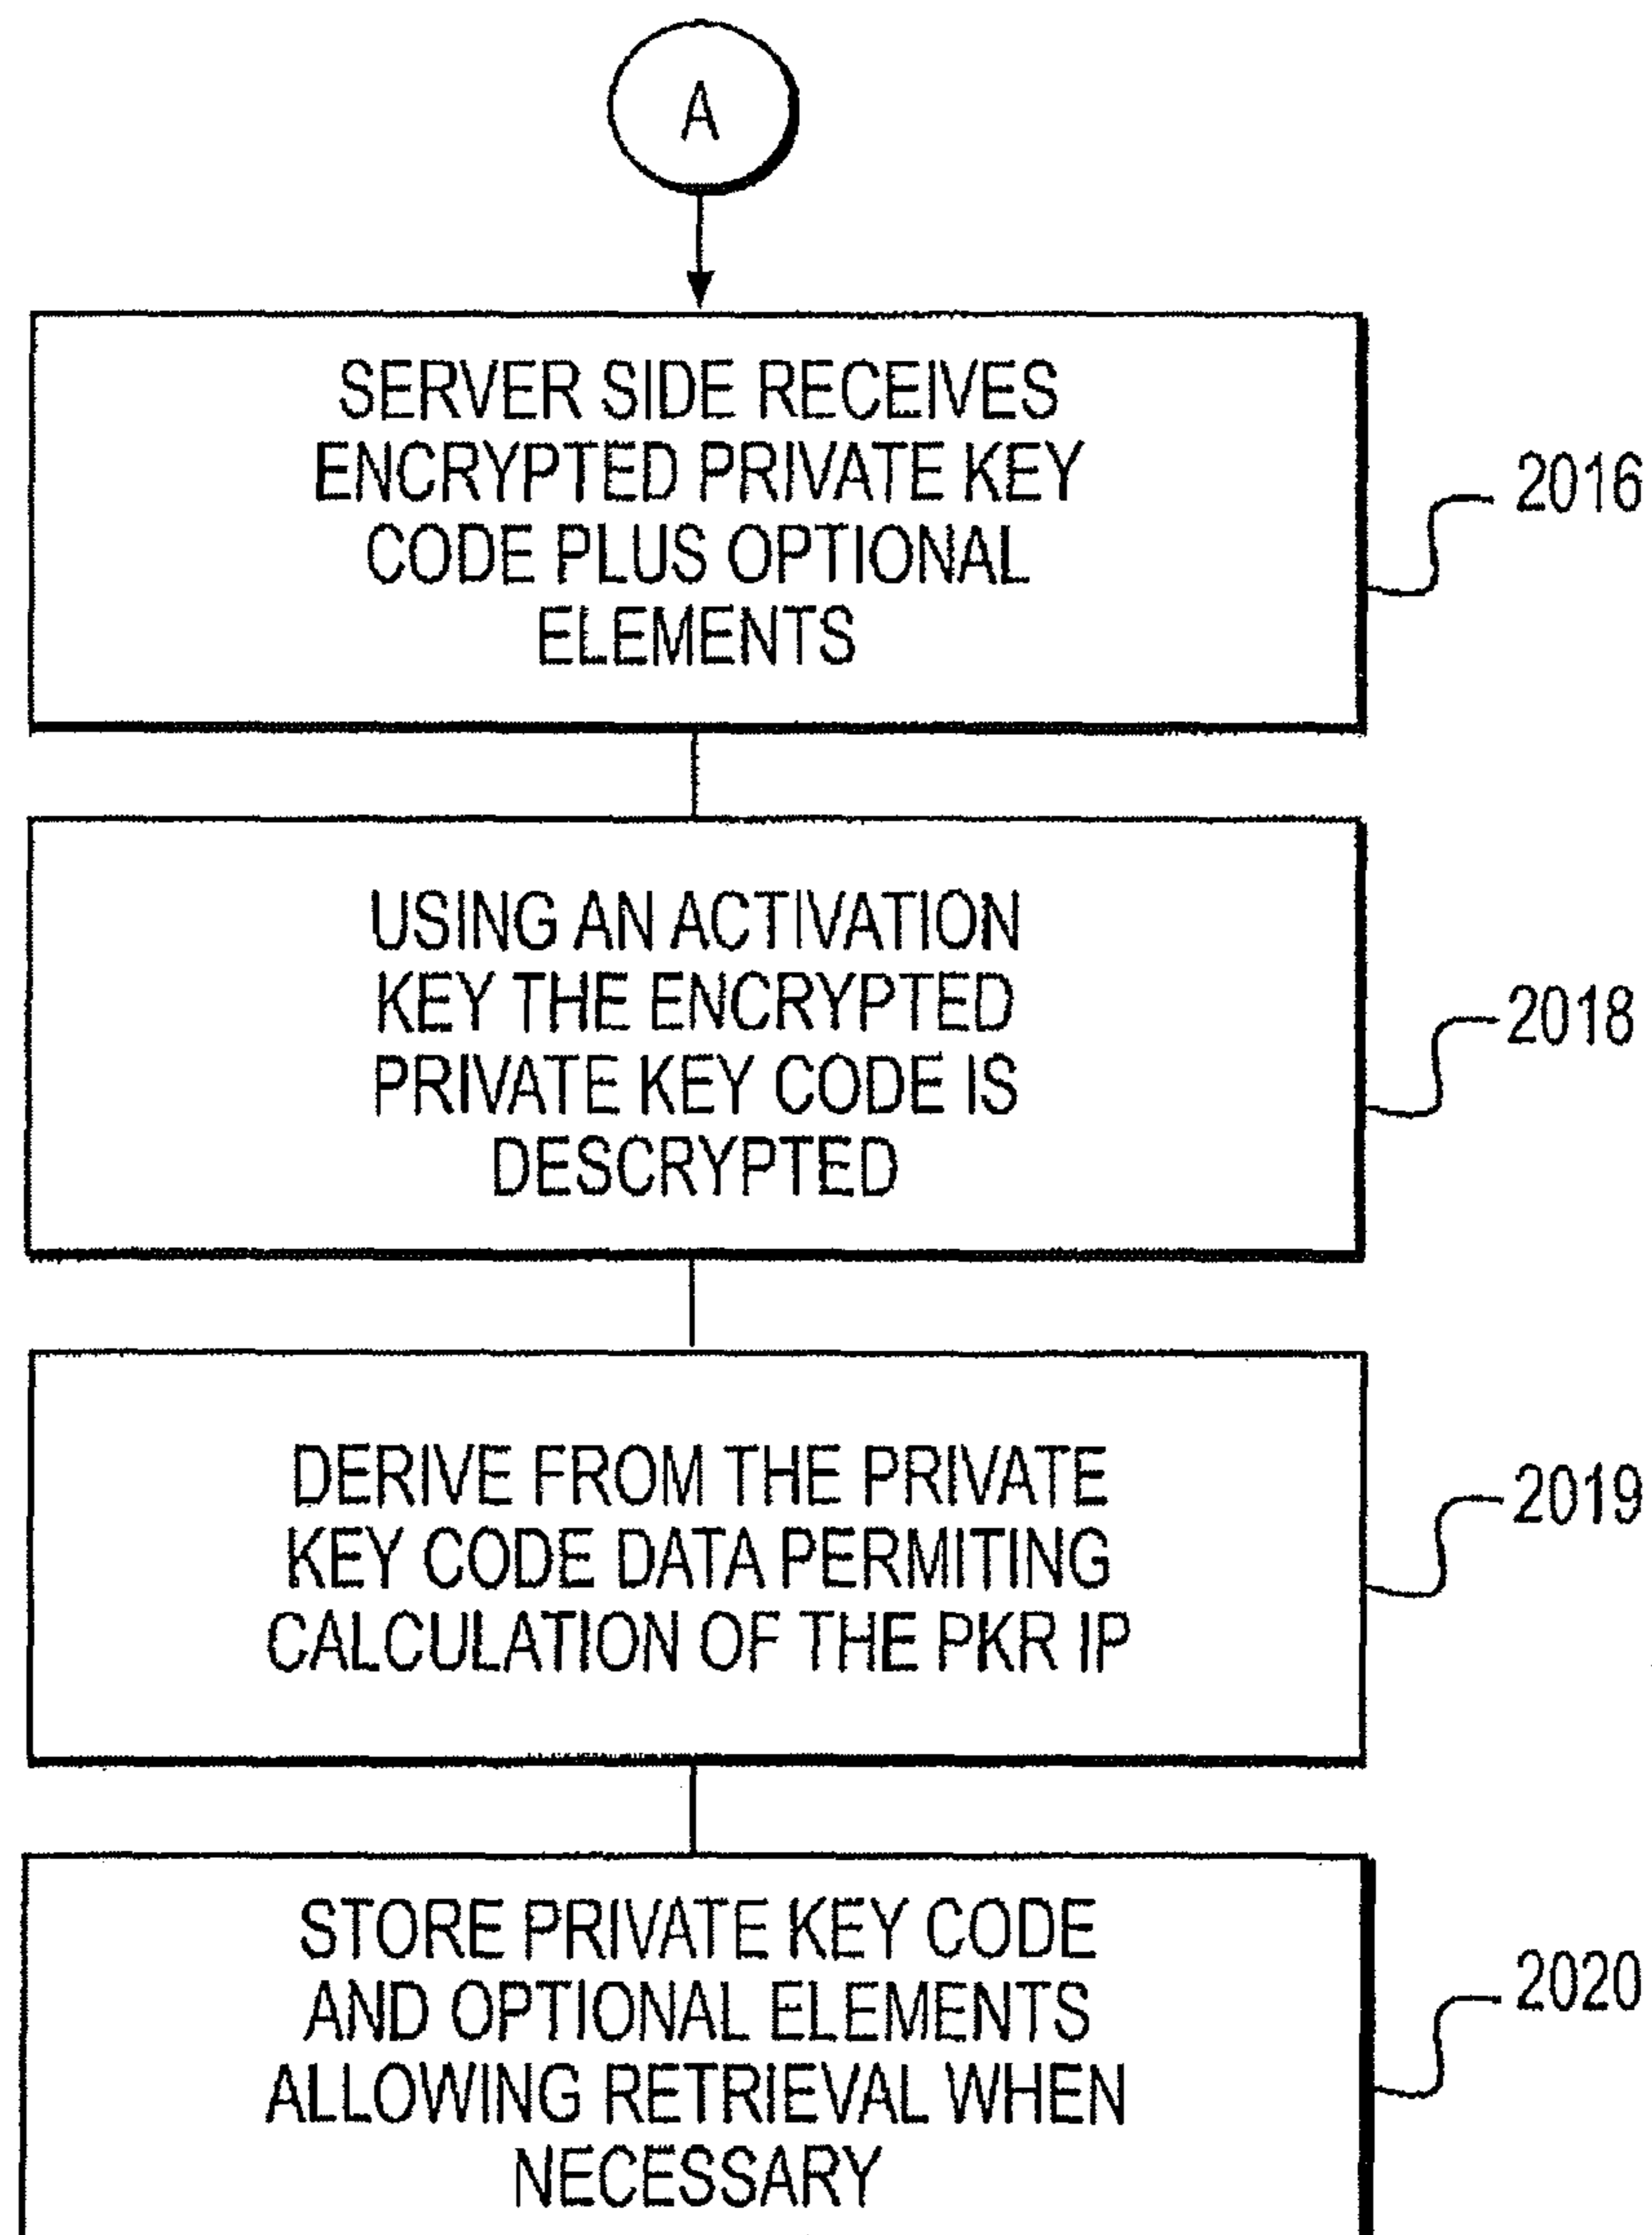 A
SERVER SIDE RECEIVES
ENCRYPTED PRIVATE KEY
CODE PLUS OPTIONAL
ELEMENTS
2016
USING AN ACTIVATION
KEY THE ENCRYPTED
PRIVATE KEY CODE IS
DESCRYPTED
2018
DERIVE FROM THE PRIVATE
KEY CODE DATA PERMITING
CALCULATION OF THE PKR IP
2019
STORE PRIVATE KEY CODE
AND OPTIONAL ELEMENTS
ALLOWING RETRIEVAL WHEN
NECESSARY
2020